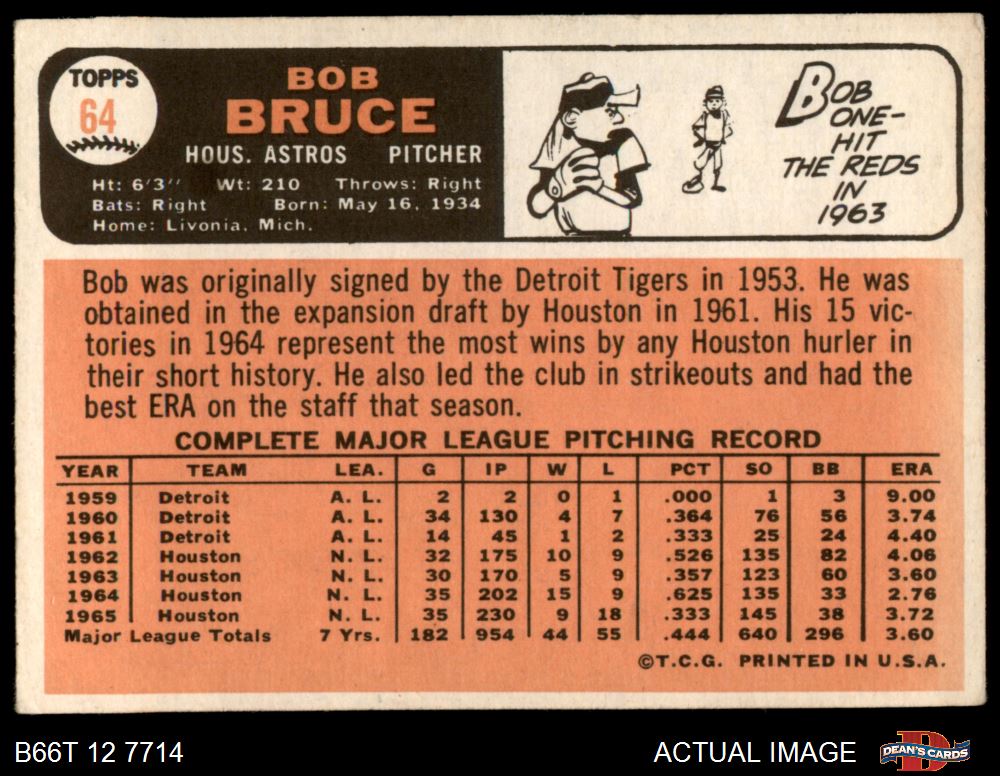 TOPPS
64
BOB
BRUCE
HOUS. ASTROS PITCHER
Ht: 6'3" Wt: 210 Throws: Right
Bats: Right Born: May 16, 1934
Home: Livonia, Mich.
BOB
ONE-
HIT
THE REDS
IN
1963
Bob was originally signed by the Detroit Tigers in 1953. He was
obtained in the expansion draft by Houston in 1961. His 15 vic-
tories in 1964 represent the most wins by any Houston hurler in
their short history. He also led the club in strikeouts and had the
best ERA on the staff that season.
COMPLETE MAJOR LEAGUE PITCHING RECORD
YEAR TEAM LEA. G IP W L PCT SO BB ERA
1959 Detroit A. L. 2 2 0 1 .000 1 3 9.00
1960 Detroit A. L. 34 130 4 7 .364 76 56 3.74
1961 Detroit A. L. 14 45 1 2 .333 25 24 4.40
1962 Houston N. L. 32 175 10 9 .526 135 82 4.06
1963 Houston N. L. 30 170 5 9 .357 123 60 3.60
1964 Houston N. L. 35 202 15 9 .625 135 33 2.76
1965 Houston N. L. 35 230 9 18 .333 145 38 3.72
Major League Totals 7 Yrs. 182 954 44 55 .444 640 296 3.60
©T.C.G. PRINTED IN U.S.A.
B66T 12 7714
ACTUAL IMAGE
D
DEAN'S CARDS